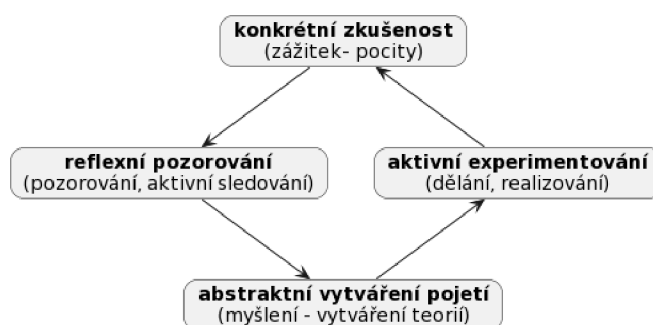 konkrétní zkušenost
(zážitek- pocity)
reflexní pozorování
(pozorování, aktivní sledování)
aktivní experimentování
(dělání, realizování)
abstraktní vytváření pojetí
(myšlení - vytváření teorií)